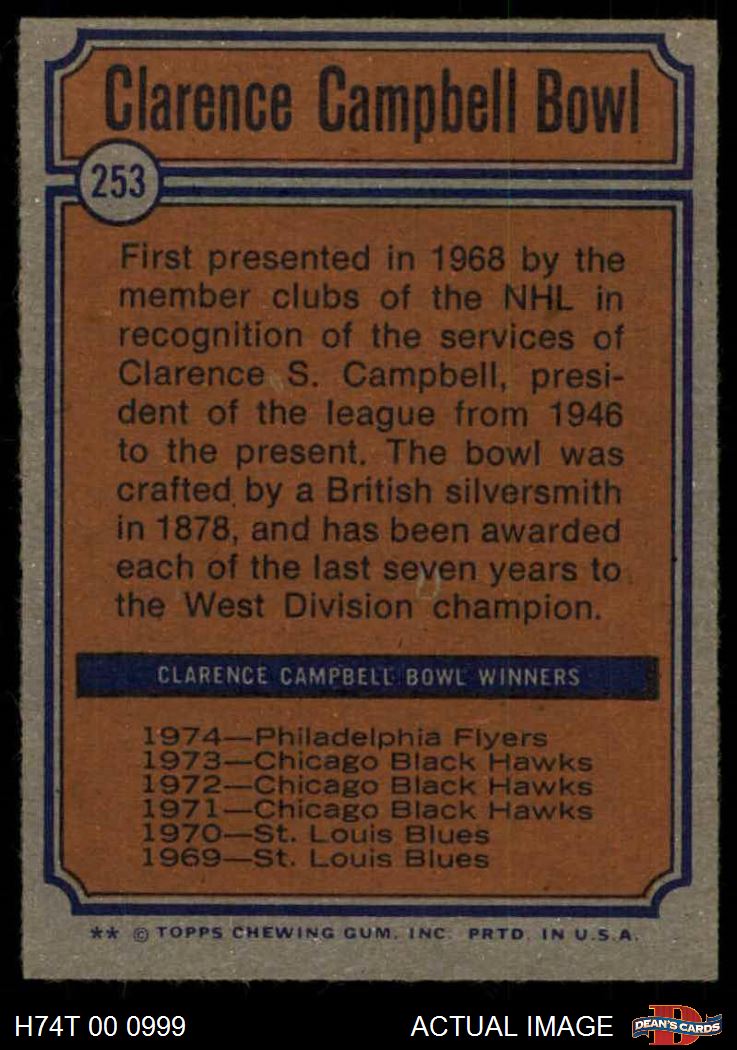 Clarence Campbell Bowl
253
First presented in 1968 by the
member clubs of the NHL in
recognition of the services of
Clarence S. Campbell, presi-
dent of the league from 1946
to the present. The bowl was
crafted by a British silversmith
in 1878, and has been awarded
each of the last seven years to
the West Division champion.
CLARENCE CAMPBELL BOWL WINNERS
1974—Philadelphia Flyers
1973—Chicago Black Hawks
1972—Chicago Black Hawks
1971—Chicago Black Hawks
1970—St. Louis Blues
1969—St. Louis Blues
** © TOPPS CHEWING GUM, INC. PRTD. IN U.S.A.
H74T 00 0999
ACTUAL IMAGE
D
DEAN'S CARDS